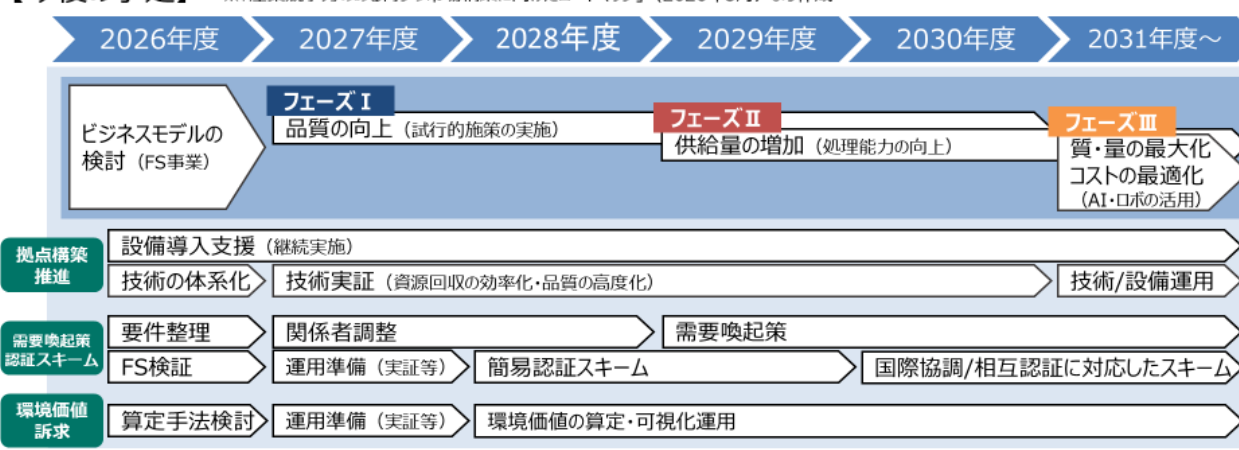 2026年度
2027年度
2028年度
2029年度
2030年度
2031年度～
フェーズⅠ
フェーズⅡ
フェーズⅢ
ビジネスモデルの
検討（FS事業）
品質の向上（試行的施策の実施）
供給量の増加（処理能力の向上）
質・量の最大化
コストの最適化
（AI・ロボの活用）
拠点構築
推進
設備導入支援（継続実施）
技術の体系化
技術実証（資源回収の効率化・品質の高度化）
技術/設備運用
需要喚起策
認証スキーム
要件整理
関係者調整
需要喚起策
FS検証
運用準備（実証等）
簡易認証スキーム
国際協調/相互認証に対応したスキーム
環境価値
訴求
算定手法検討
運用準備（実証等）
環境価値の算定・可視化運用